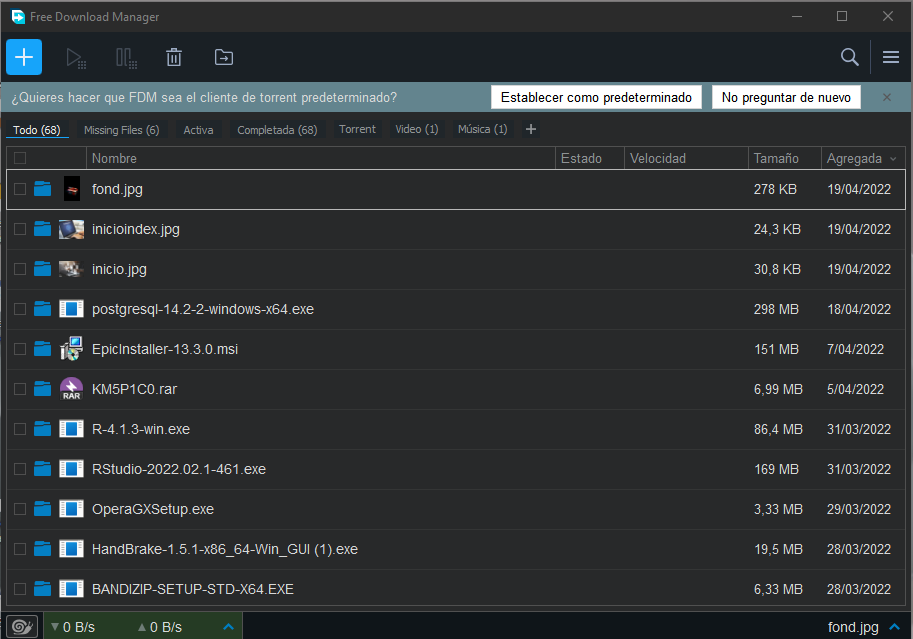 Free Download Manager
¿Quieres hacer que FDM sea el cliente de torrent predeterminado? Establecer como predeterminado No preguntar de nuevo
Todo (68) Missing Files (6) Activa Completada (68) Torrent Video (1) Música (1) +
Nombre Estado Velocidad Tamaño Agregada
fond.jpg 278 KB 19/04/2022
inicioindex.jpg 24,3 KB 19/04/2022
inicio.jpg 30,8 KB 19/04/2022
postgresql-14.2-2-windows-x64.exe 298 MB 18/04/2022
EpicInstaller-13.3.0.msi 151 MB 7/04/2022
RAR KM5P1C0.rar 6,99 MB 5/04/2022
R-4.1.3-win.exe 86,4 MB 31/03/2022
RStudio-2022.02.1-461.exe 169 MB 31/03/2022
OperaGXSetup.exe 3,33 MB 29/03/2022
HandBrake-1.5.1-x86_64-Win_GUI (1).exe 19,5 MB 28/03/2022
BANDIZIP-SETUP-STD-X64.EXE 6,33 MB 28/03/2022
0 B/s 0 B/s fond.jpg